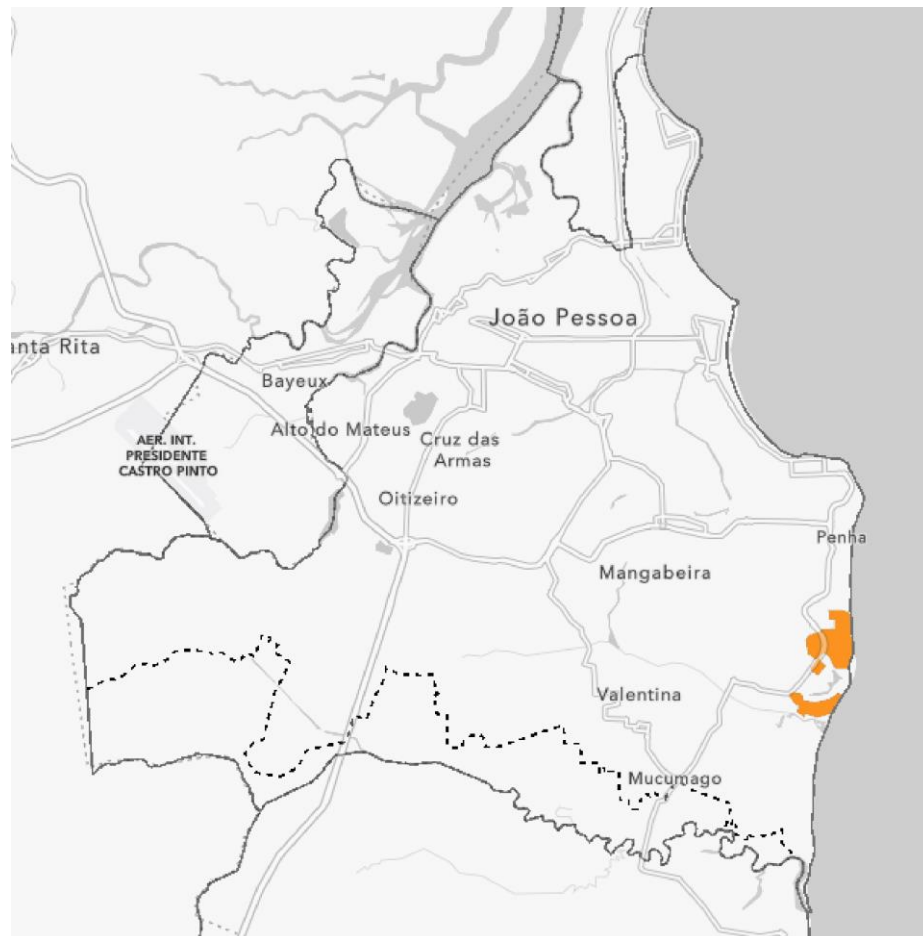 João Pessoa
anta Rita
Bayeux
Alto do Mateus
Cruz das
Armas
AER. INT.
PRESIDENTE
CASTRO PINTO
Oitizeiro
Penha
Mangabeira
Valentina
Mucumago